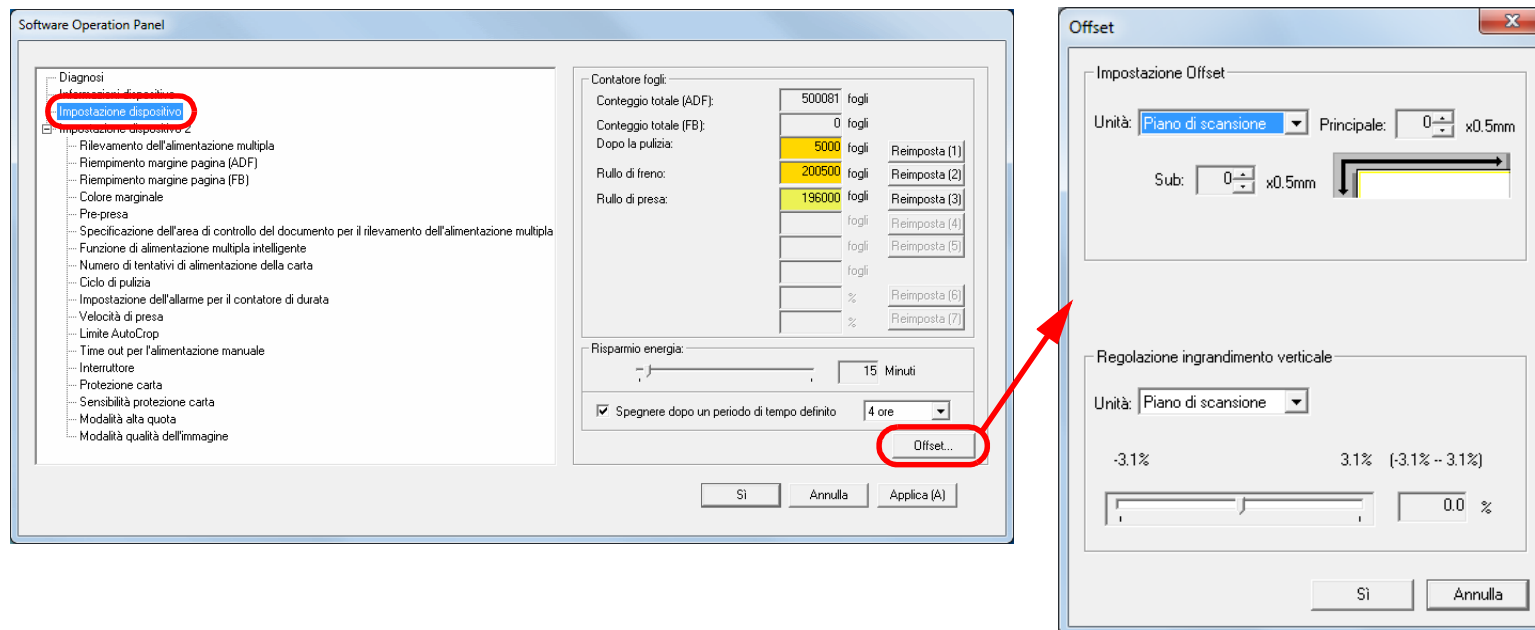 Software Operation Panel
Diagnosi
Informazioni dispositivo
Impostazione dispositivo
Impostazione dispositivo 2
Rilevamento dell'alimentazione multipla
Riempimento margine pagina (ADF)
Riempimento margine pagina (FB)
Colore marginale
Pre-presa
Specificazione dell'area di controllo del documento per il rilevamento dell'alimentazione multipla
Funzione di alimentazione multipla intelligente
Numero di tentativi di alimentazione della carta
Ciclo di pulizia
Impostazione dell'allarme per il contatore di durata
Velocità di presa
Limite AutoCrop
Time out per l'alimentazione manuale
Interruttore
Protezione carta
Sensibilità protezione carta
Modalità alta quota
Modalità qualità dell'immagine
Contatore fogli:
Conteggio totale (ADF): 500081 fogli
Conteggio totale (FB): 0 fogli
Dopo la pulizia: 5000 fogli Reimposta (1)
Rullo di freno: 200500 fogli Reimposta (2)
Rullo di presa: 196000 fogli Reimposta (3)
fogli Reimposta (4)
fogli Reimposta (5)
fogli
% Reimposta (6)
% Reimposta (7)
Risparmio energia:
15 Minuti
Spegnere dopo un periodo di tempo definito 4 ore
Offset...
Sì Annulla Applica (A)
Offset
Impostazione Offset
Unità: Piano di scansione Principale: 0 x0.5mm
Sub: 0 x0.5mm
Regolazione ingrandimento verticale
Unità: Piano di scansione
-3.1% 3.1% (-3.1% -- 3.1%)
0.0 %
Sì Annulla